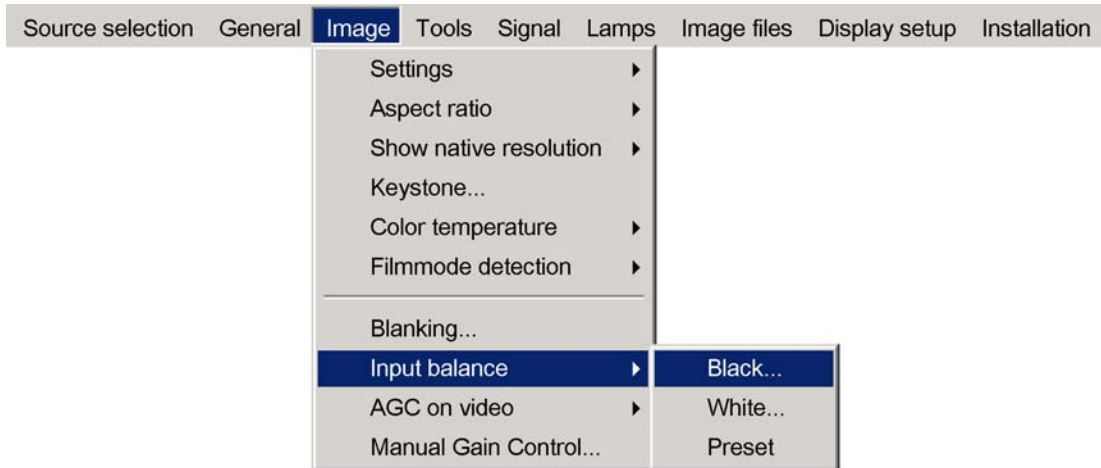 Source selection General Image Tools Signal Lamps Image files Display setup Installation
Settings
Aspect ratio
Show native resolution
Keystone...
Color temperature
Filmmode detection
Blanking...
Input balance Black...
AGC on video White...
Manual Gain Control... Preset